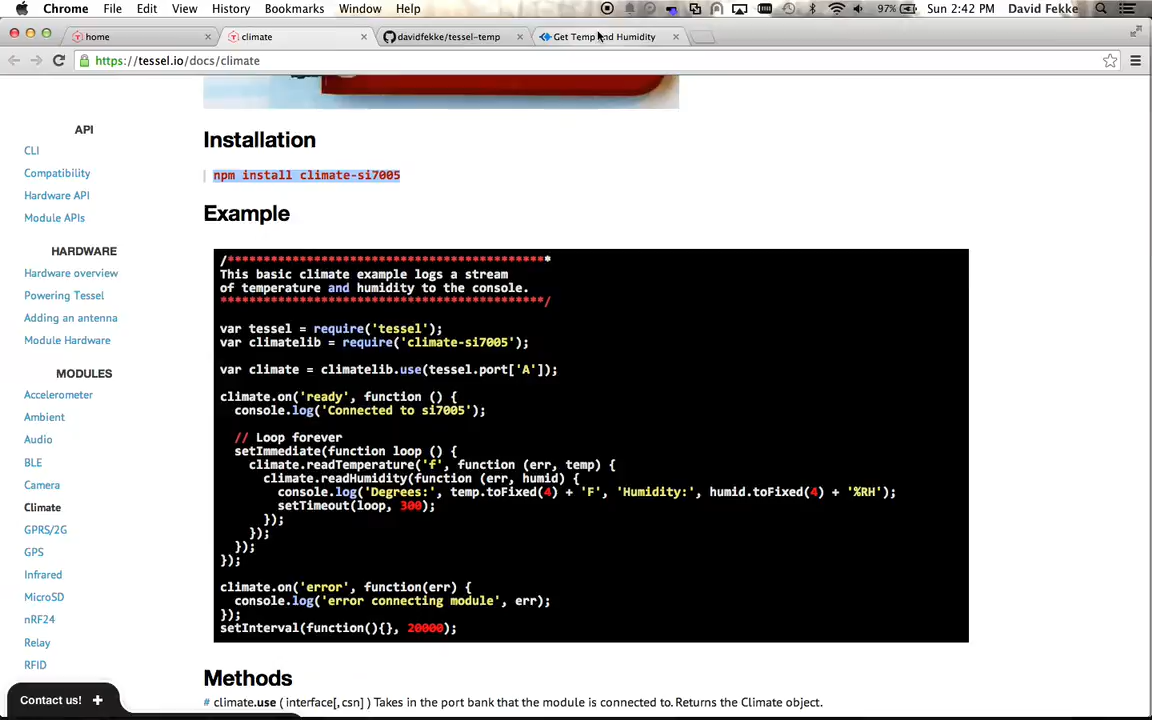 Chrome File Edit View History Bookmarks Window Help 97% Sun 2:42 PM David Fekke
home climate davidfekke/tessel-temp Get Temp and Humidity
https://tessel.io/docs/climate
API
CLI
Compatibility
Hardware API
Module APIs
HARDWARE
Hardware overview
Powering Tessel
Adding an antenna
Module Hardware
MODULES
Accelerometer
Ambient
Audio
BLE
Camera
Climate
GPRS/2G
GPS
Infrared
MicroSD
nRF24
Relay
RFID
Contact us! +
Installation
npm install climate-si7005
Example
/*********************************************
This basic climate example logs a stream
of temperature and humidity to the console.
*********************************************/
var tessel = require('tessel');
var climatelib = require('climate-si7005');
var climate = climatelib.use(tessel.port['A']);
climate.on('ready', function () {
console.log('Connected to si7005');
// Loop forever
setImmediate(function loop () {
climate.readTemperature('f', function (err, temp) {
climate.readHumidity(function (err, humid) {
console.log('Degrees:', temp.toFixed(4) + 'F', 'Humidity:', humid.toFixed(4) + '%RH');
setTimeout(loop, 300);
});
});
});
});
climate.on('error', function(err) {
console.log('error connecting module', err);
});
setInterval(function(){}, 20000);
Methods
# climate.use ( interface[, csn] ) Takes in the port bank that the module is connected to. Returns the Climate object.